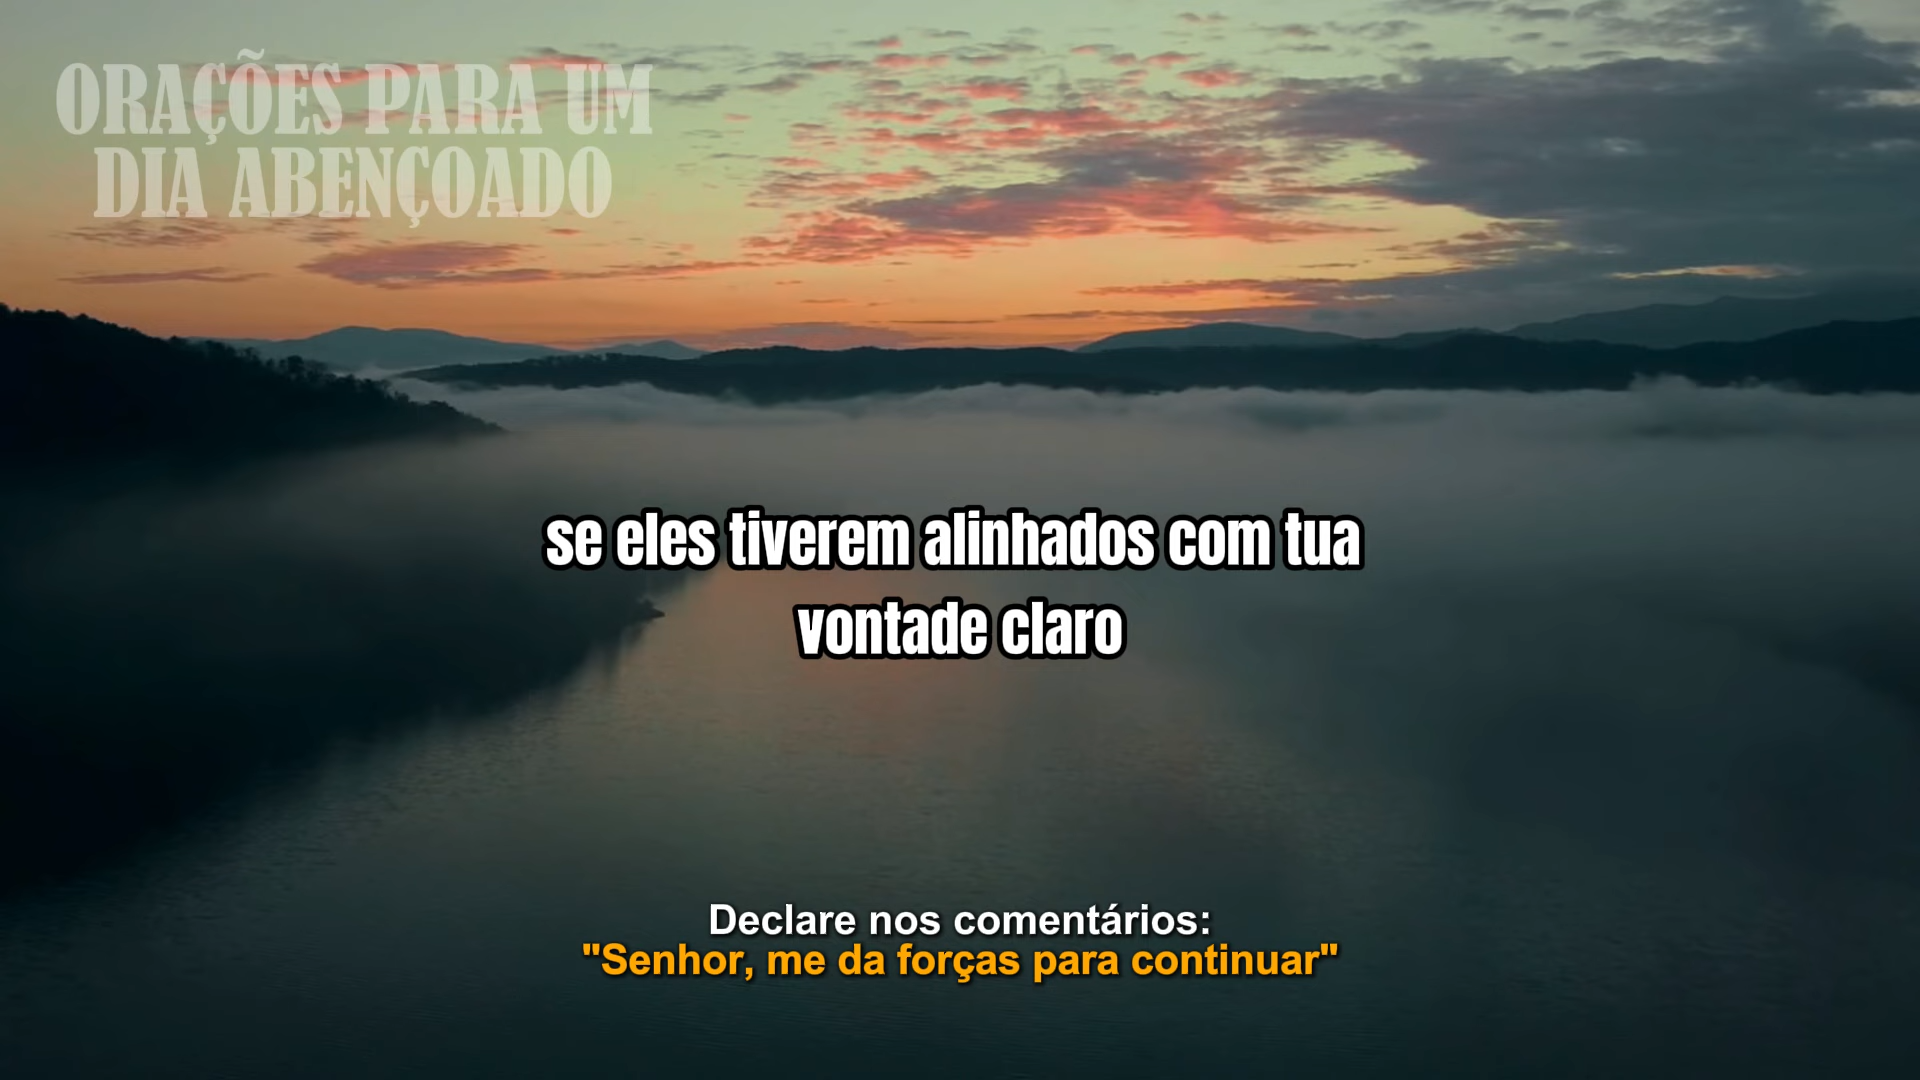 ORAÇÕES PARA UM
DIA ABENÇOADO
se eles tiverem alinhados com tua
vontade claro
Declare nos comentários:
"Senhor, me da forças para continuar"